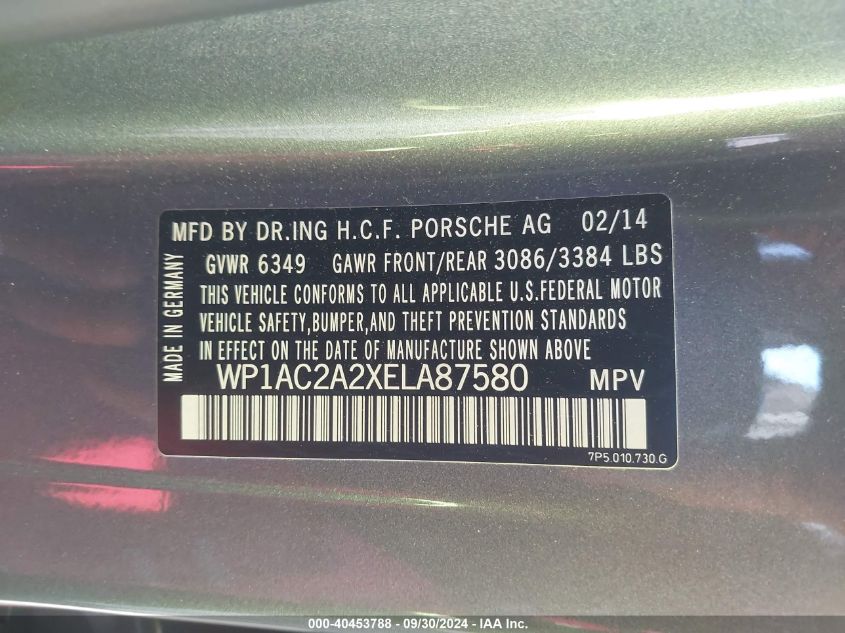 MFD BY DR.ING H.C.F. PORSCHE AG 02/14
GVWR 6349 GAWR FRONT/REAR 3086/3384 LBS
THIS VEHICLE CONFORMS TO ALL APPLICABLE U.S.FEDERAL MOTOR
VEHICLE SAFETY,BUMPER,AND THEFT PREVENTION STANDARDS
IN EFFECT ON THE DATE OF MANUFACTURE SHOWN ABOVE
MADE IN GERMANY
WP1AC2A2XELA87580 MPV
7P5.010.730.G
000-40453788 - 09/30/2024 - IAA Inc.